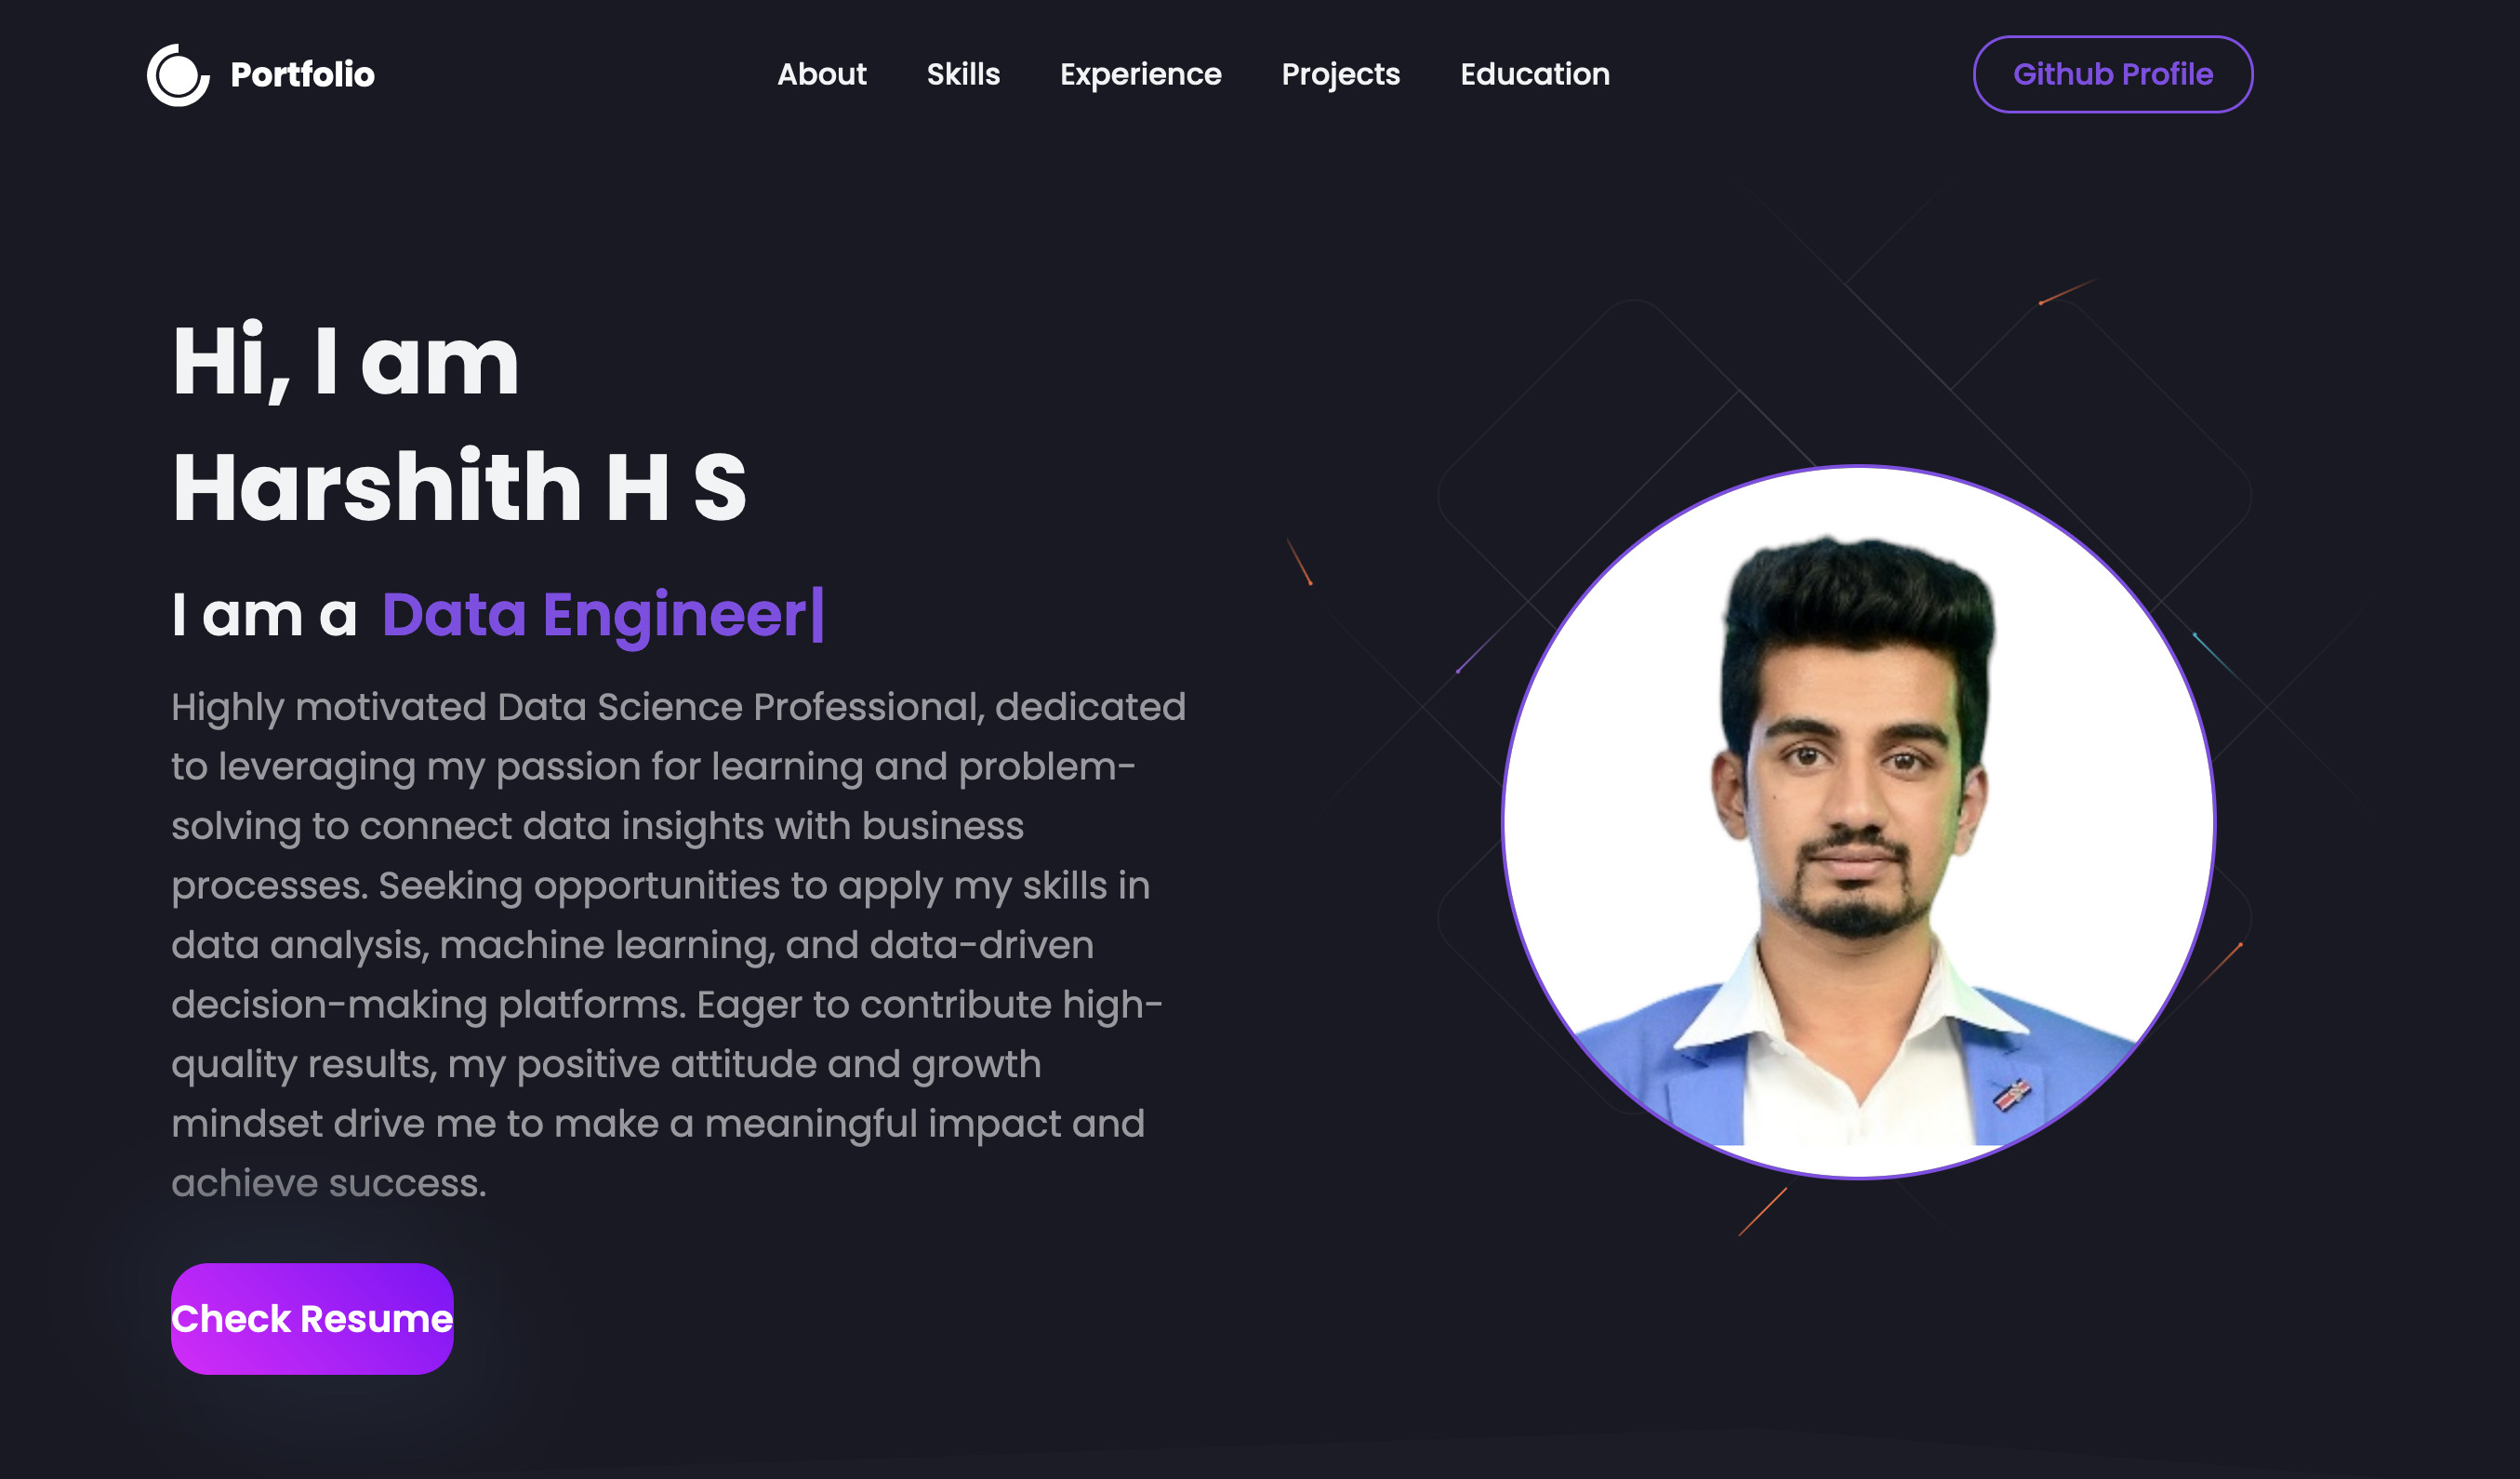 Portfolio
About
Skills
Experience
Projects
Education
Github Profile
Hi, I am
Harshith H S
I am a Data Engineer|
Highly motivated Data Science Professional, dedicated
to leveraging my passion for learning and problem-
solving to connect data insights with business
processes. Seeking opportunities to apply my skills in
data analysis, machine learning, and data-driven
decision-making platforms. Eager to contribute high-
quality results, my positive attitude and growth
mindset drive me to make a meaningful impact and
achieve success.
Check Resume